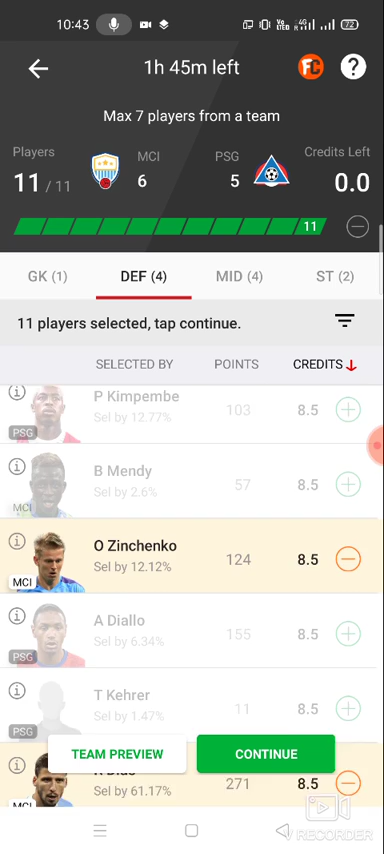 10:43
Vo LTED
4G
72
1h 45m left
FC
?
Max 7 players from a team
Players
11 / 11
MCI
6
PSG
5
Credits Left
0.0
11
GK (1)
DEF (4)
MID (4)
ST (2)
11 players selected, tap continue.
SELECTED BY
POINTS
CREDITS
P Kimpembe
Sel by 12.77%
103
8.5
PSG
B Mendy
Sel by 2.6%
57
8.5
MCI
O Zinchenko
Sel by 12.12%
124
8.5
MCI
A Diallo
Sel by 6.34%
155
8.5
PSG
T Kehrer
Sel by 1.47%
11
8.5
PSG
TEAM PREVIEW
CONTINUE
Sel by 61.17%
271
8.5
MCI
RECORDER